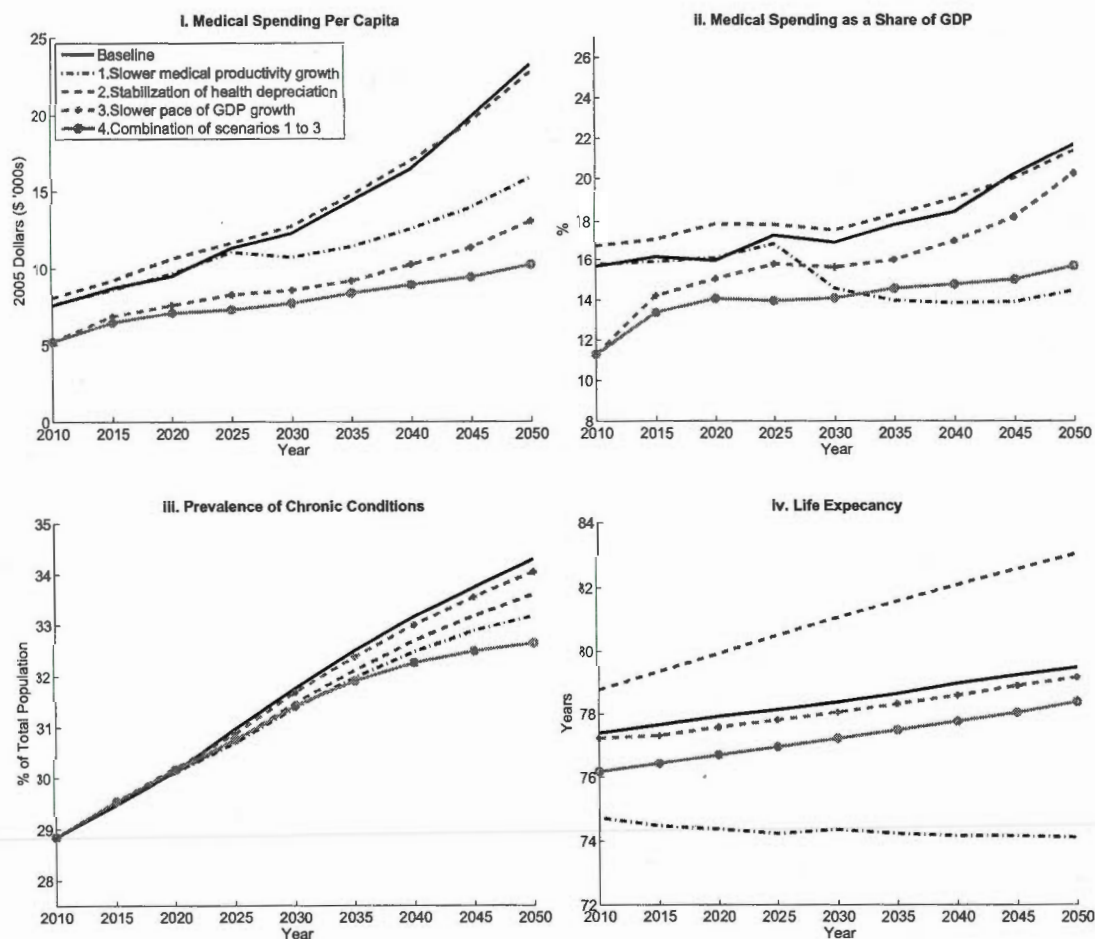 i. Medical Spending Per Capita
25
20
15
10
5
0
2005 Dollars ($ '000s)
Baseline
1.Slower medical productivity growth
2.Stabilization of health depreciation
3.Slower pace of GDP growth
4.Combination of scenarios 1 to 3
2010 2015 2020 2025 2030 2035 2040 2045 2050
Year
ii. Medical Spending as a Share of GDP
26
24
22
20
18
16
14
12
10
8
%
2010 2015 2020 2025 2030 2035 2040 2045 2050
Year
iii. Prevalence of Chronic Conditions
35
34
33
32
31
30
29
28
% of Total Population
2010 2015 2020 2025 2030 2035 2040 2045 2050
Year
iv. Life Expecancy
84
82
80
78
76
74
72
Years
2010 2015 2020 2025 2030 2035 2040 2045 2050
Year